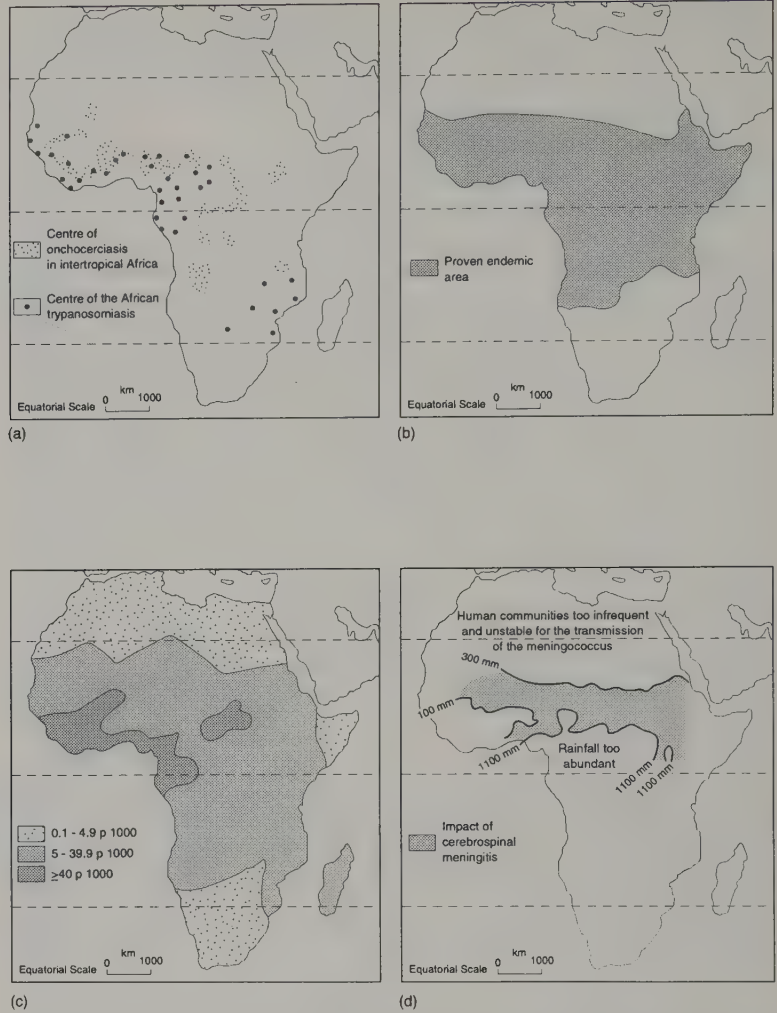 Centre of
onchocerciasis
in intertropical Africa
Centre of the African
trypanosomiasis
km
0 1000
Equatorial Scale
(a)
Proven endemic
area
km
0 1000
Equatorial Scale
(b)
0.1 - 4.9 p 1000
5 - 39.9 p 1000
≥40 p 1000
km
0 1000
Equatorial Scale
(c)
Human communities too infrequent
and unstable for the transmission
of the meningococcus
300 mm
100 mm
1100 mm
Rainfall too
abundant
1100 mm
1100 mm
Impact of
cerebrospinal
meningitis
km
0 1000
Equatorial Scale
(d)